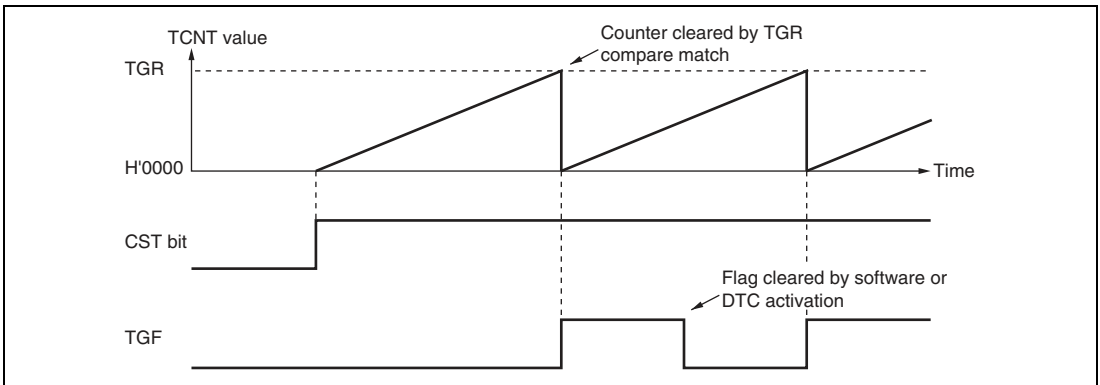 TCNT value
Counter cleared by TGR
compare match
TGR
H'0000
Time
CST bit
Flag cleared by software or
DTC activation
TGF